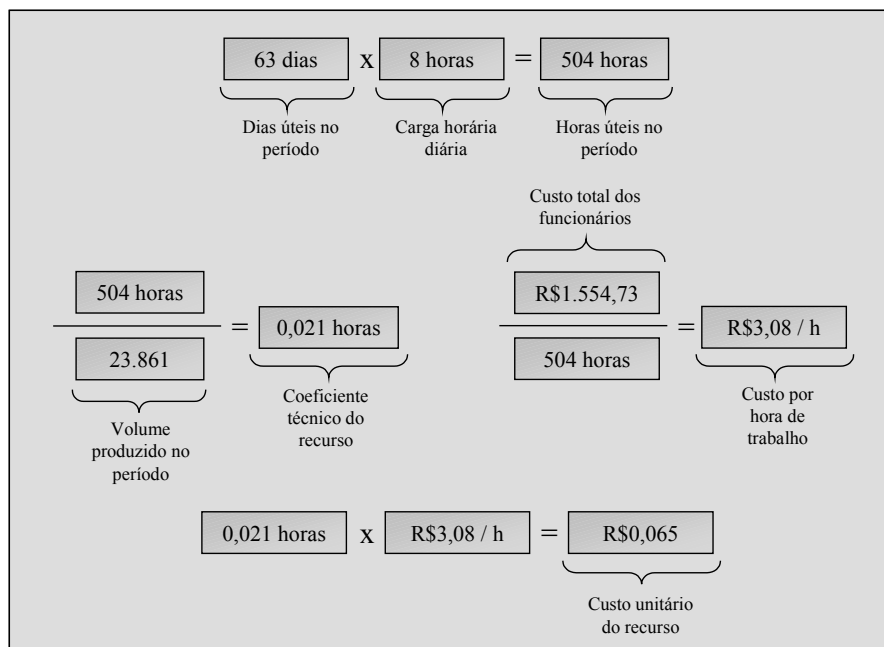 63 dias x 8 horas = 504 horas
Dias úteis no
período
Carga horária
diária
Horas úteis no
período
Custo total dos
funcionários
504 horas
23.861
= 0,021 horas
Volume
produzido no
período
Coeficiente
técnico do
recurso
R$1.554,73
504 horas
= R$3,08 / h
Custo por
hora de
trabalho
0,021 horas x R$3,08 / h = R$0,065
Custo unitário
do recurso